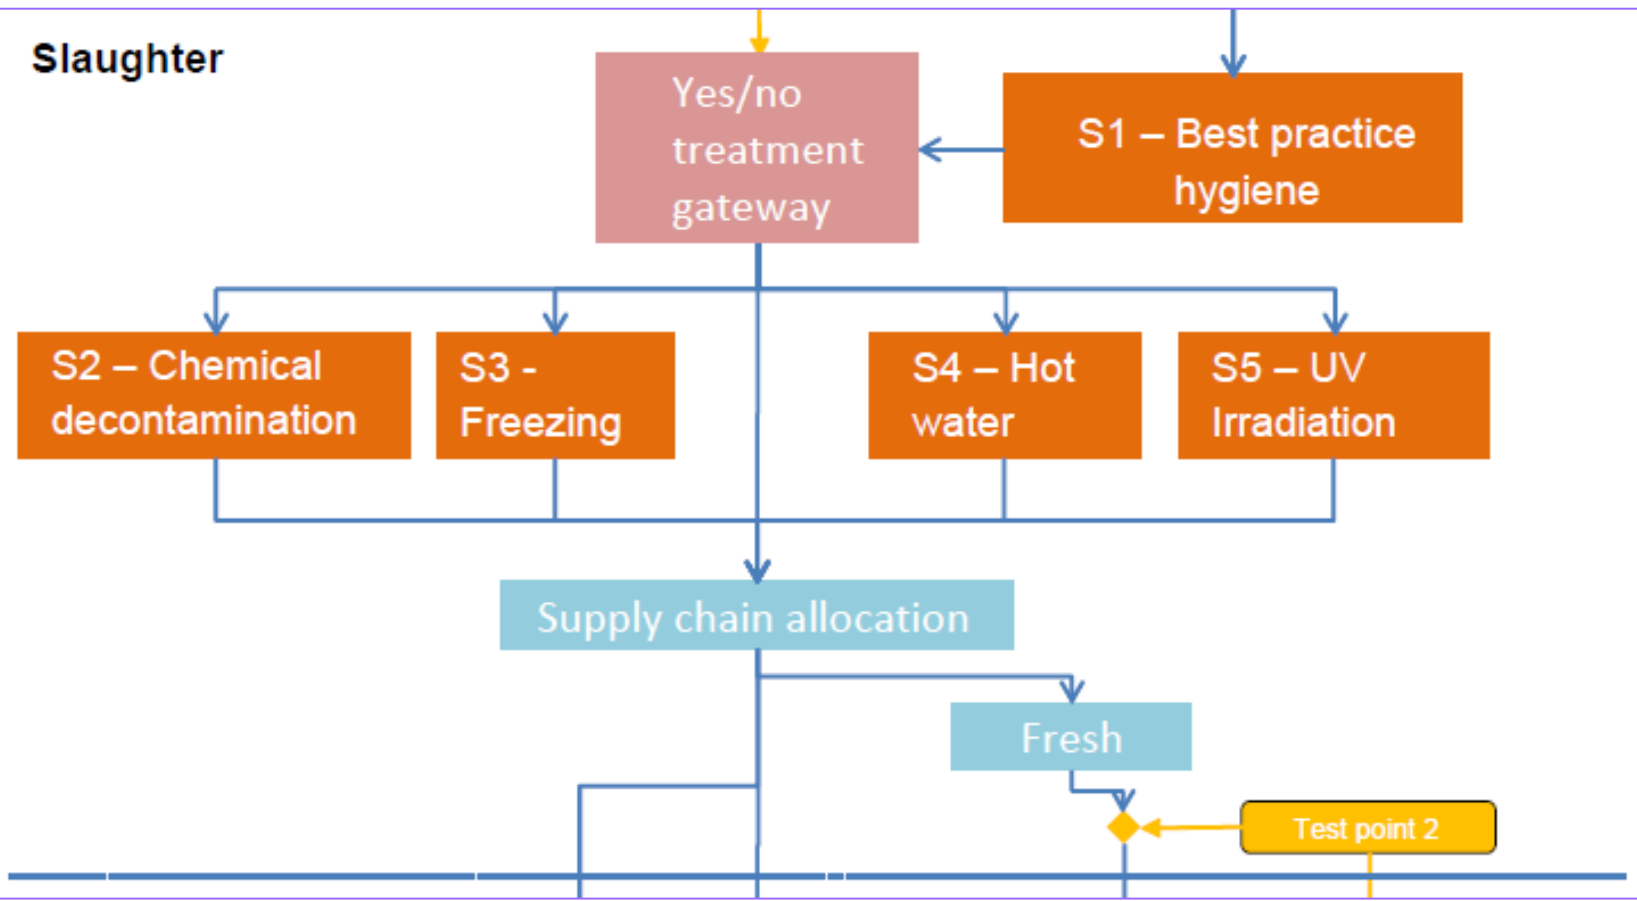 Slaughter
Yes/no
treatment
gateway
S1 – Best practice
hygiene
S2 – Chemical
decontamination
S3 -
Freezing
S4 – Hot
water
S5 – UV
Irradiation
Supply chain allocation
Fresh
Test point 2